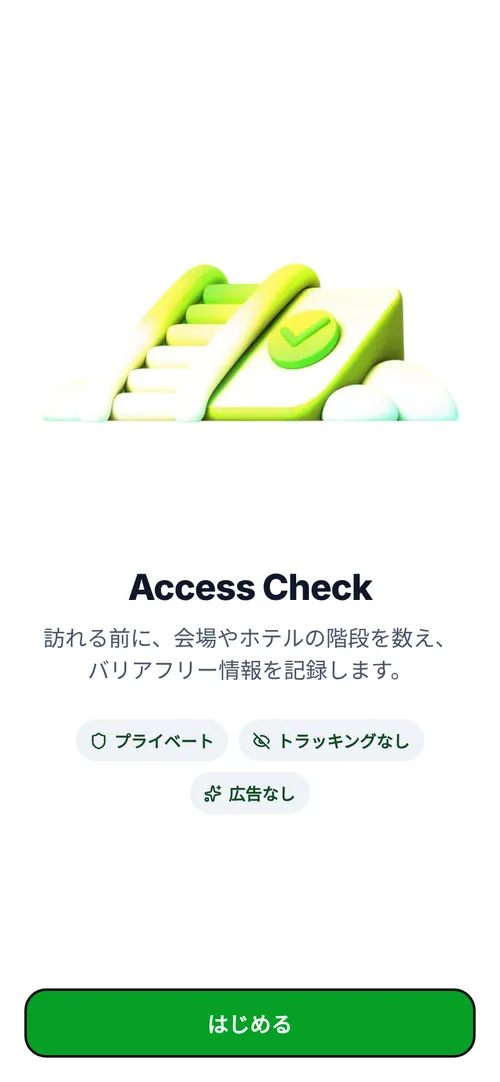 Access Check
訪れる前に、会場やホテルの階段を数え、
バリアフリー情報を記録します。
プライベート
トラッキングなし
広告なし
はじめる